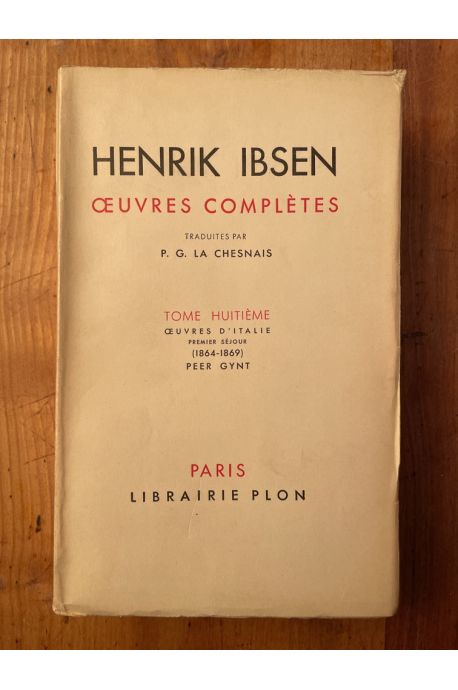 HENRIK IBSEN
ŒUVRES COMPLÈTES
TRADUITES PAR
P. G. LA CHESNAIS
TOME HUITIÈME
ŒUVRES D'ITALIE
PREMIER SÉJOUR
(1864-1869)
PEER GYNT
PARIS
LIBRAIRIE PLON